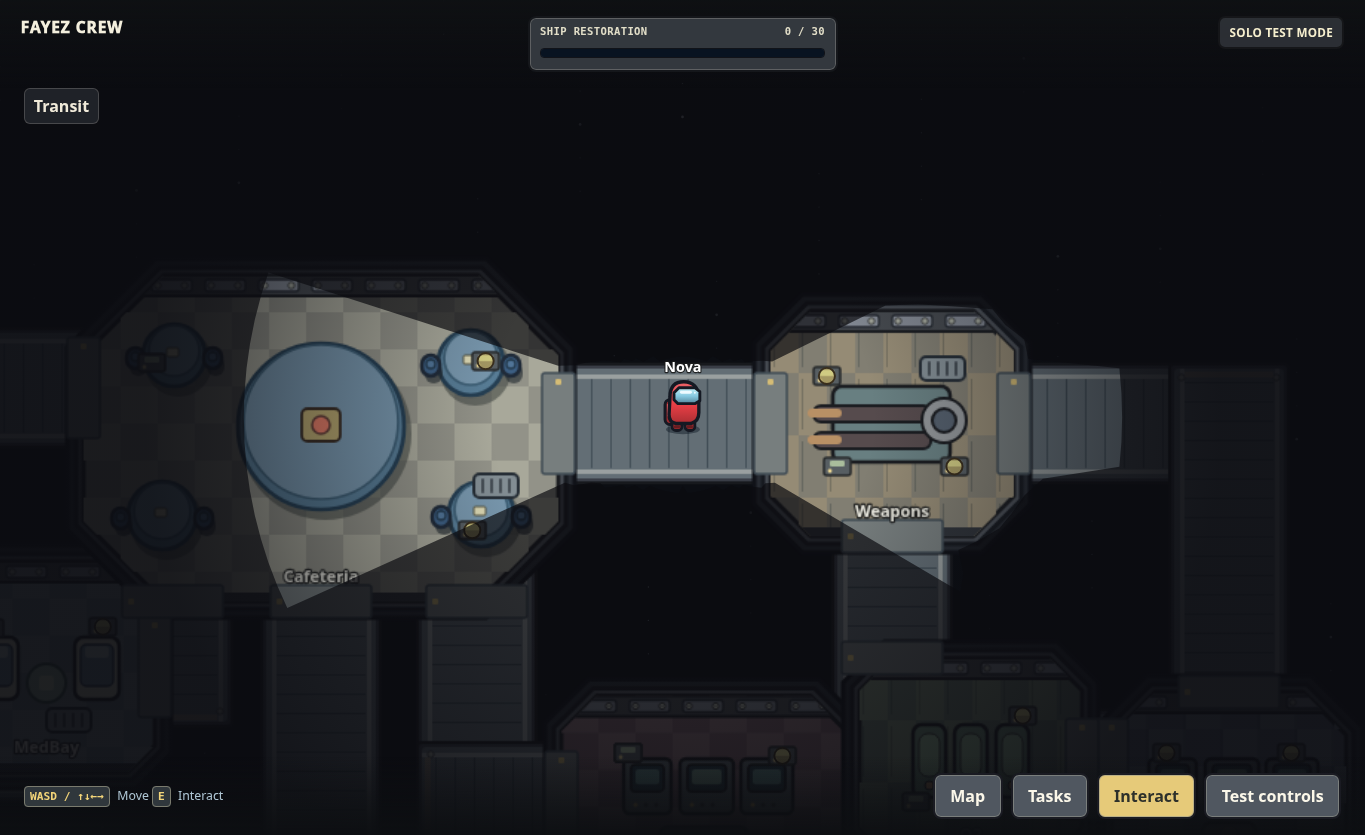 FAYEZ CREW
SHIP RESTORATION 0 / 30
SOLO TEST MODE
Transit
Nova
Weapons
Cafeteria
MedBay
WASD / ↑↓←→ Move E Interact
Map
Tasks
Interact
Test controls